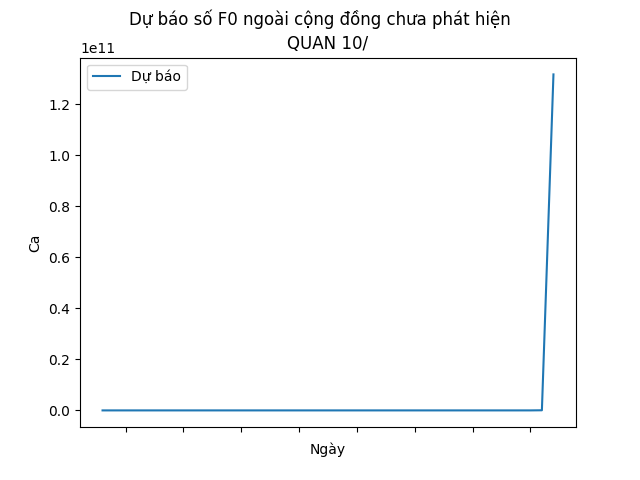 Dự báo số F0 ngoài cộng đồng chưa phát hiện
QUAN 10/
1e11
Dự báo
1.2
1.0
0.8
0.6
0.4
0.2
0.0
Ca
Ngày